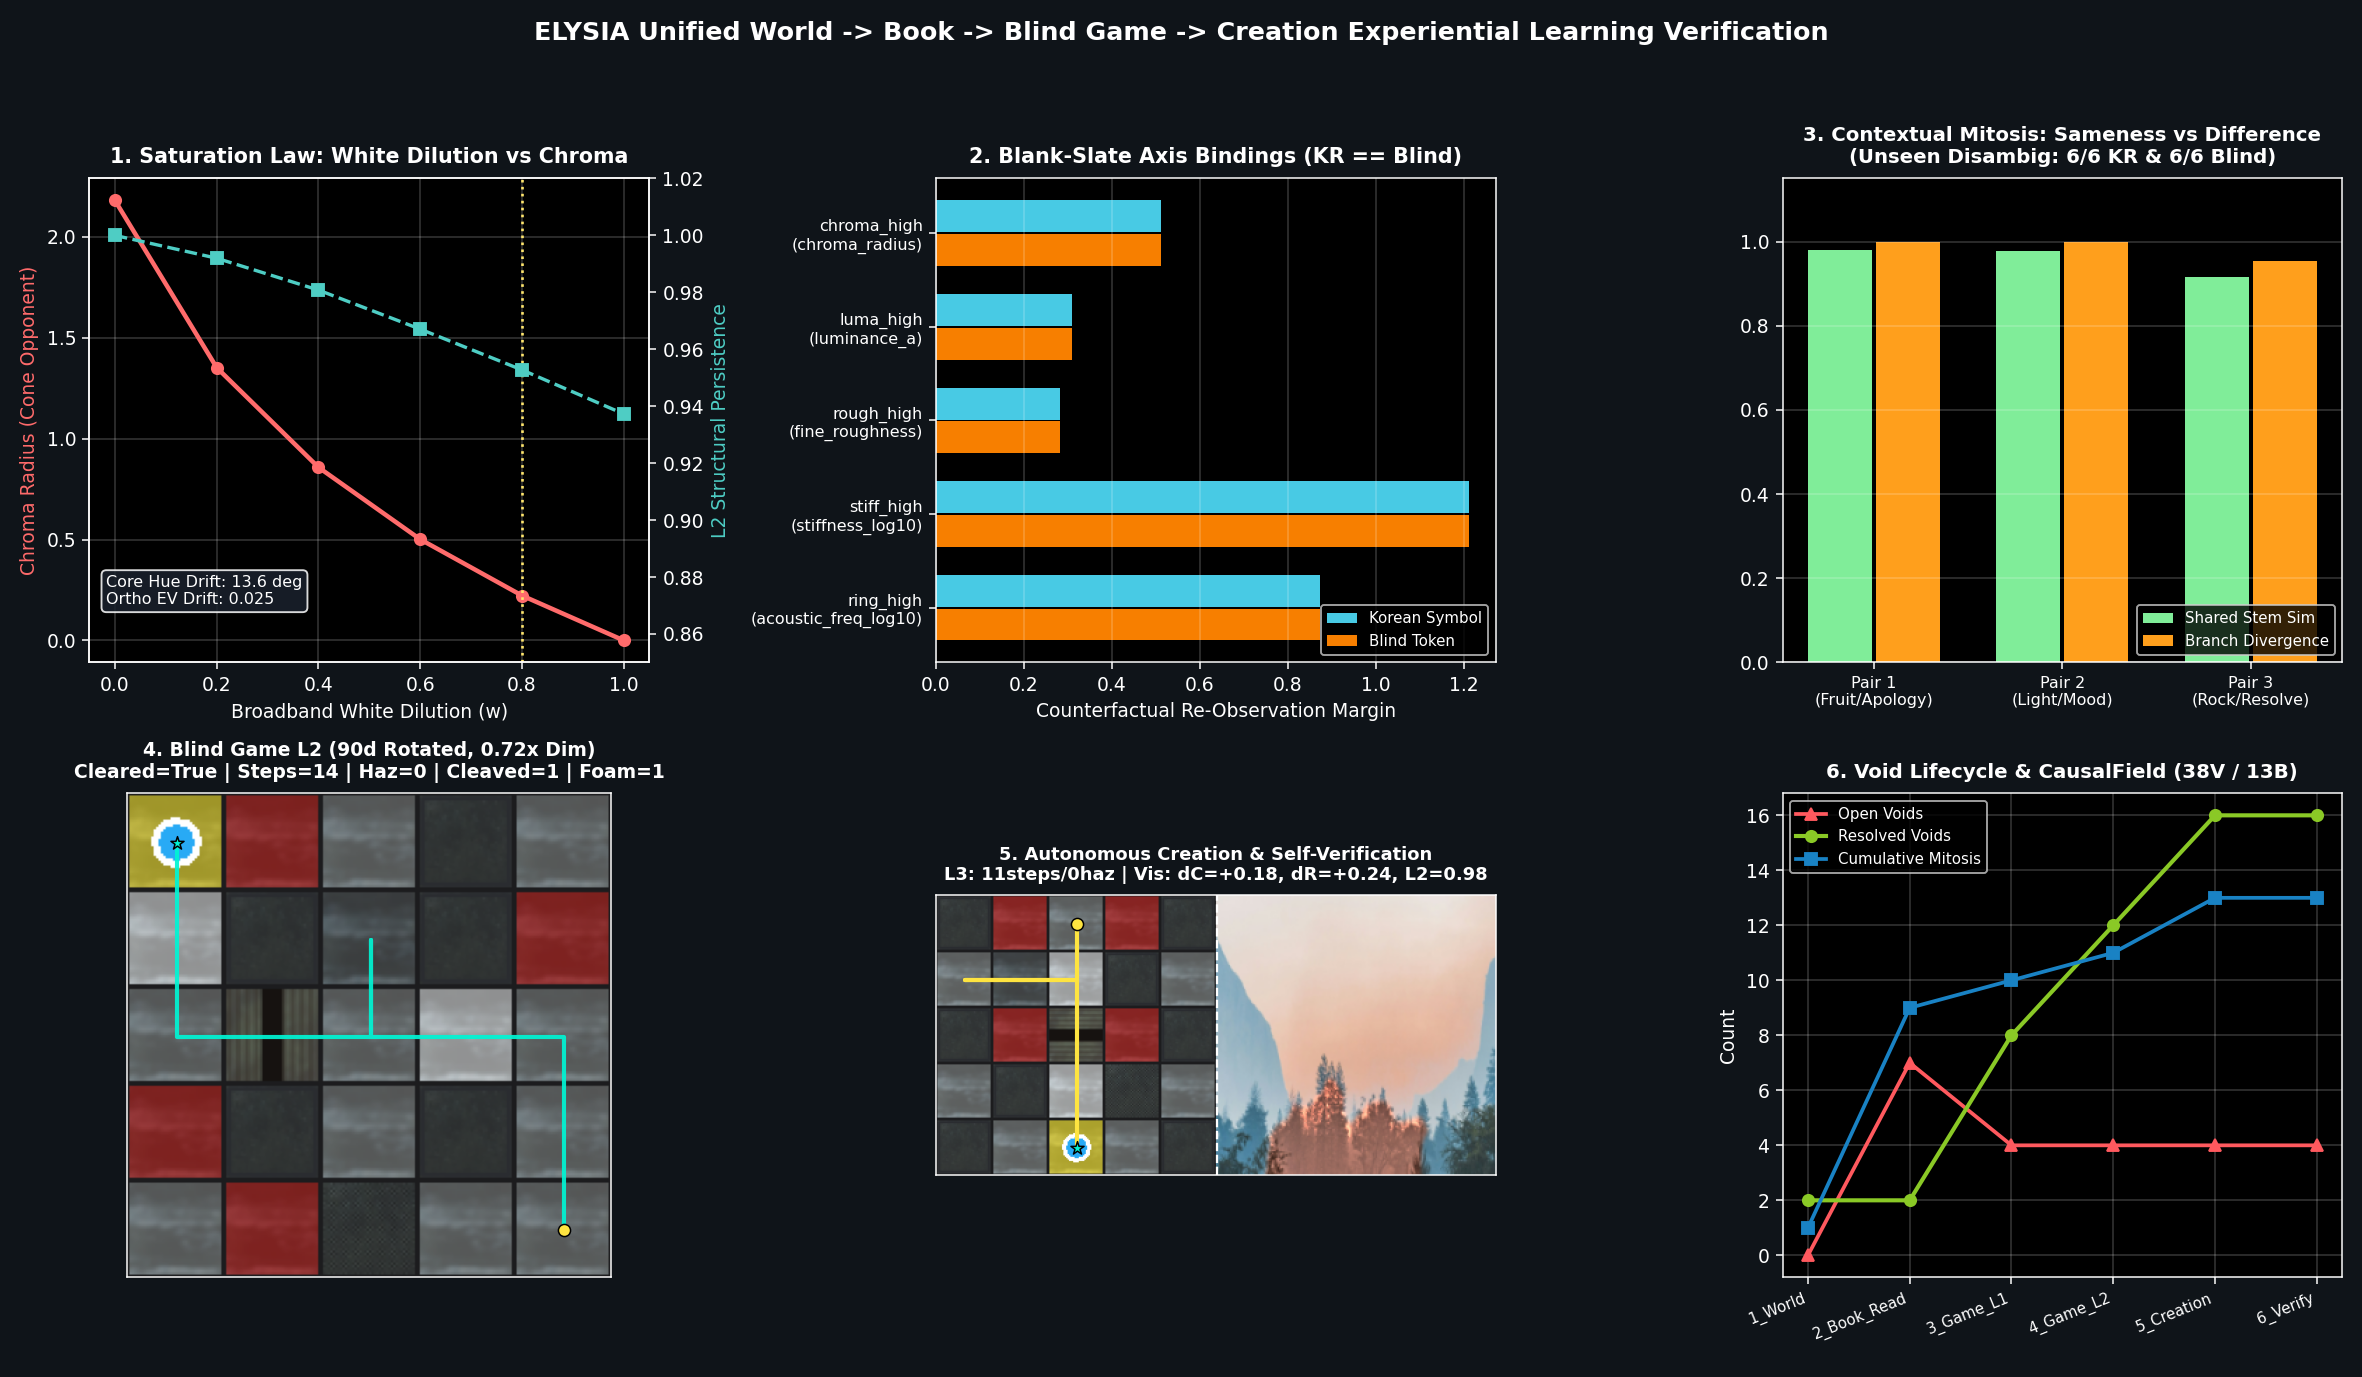 ELYSIA Unified World -> Book -> Blind Game -> Creation Experiential Learning Verification
1. Saturation Law: White Dilution vs Chroma
Chroma Radius (Cone Opponent)
2.0
1.5
1.0
0.5
0.0
1.02
1.00
0.98
0.96
0.94
0.92
0.90
0.88
0.86
L2 Structural Persistence
Core Hue Drift: 13.6 deg
Ortho EV Drift: 0.025
0.0 0.2 0.4 0.6 0.8 1.0
Broadband White Dilution (w)
2. Blank-Slate Axis Bindings (KR == Blind)
chroma_high
(chroma_radius)
luma_high
(luminance_a)
rough_high
(fine_roughness)
stiff_high
(stiffness_log10)
ring_high
(acoustic_freq_log10)
Korean Symbol
Blind Token
0.0 0.2 0.4 0.6 0.8 1.0 1.2
Counterfactual Re-Observation Margin
3. Contextual Mitosis: Sameness vs Difference
(Unseen Disambig: 6/6 KR & 6/6 Blind)
1.0
0.8
0.6
0.4
0.2
0.0
Shared Stem Sim
Branch Divergence
Pair 1
(Fruit/Apology)
Pair 2
(Light/Mood)
Pair 3
(Rock/Resolve)
4. Blind Game L2 (90d Rotated, 0.72x Dim)
Cleared=True | Steps=14 | Haz=0 | Cleaved=1 | Foam=1
5. Autonomous Creation & Self-Verification
L3: 11steps/0haz | Vis: dC=+0.18, dR=+0.24, L2=0.98
6. Void Lifecycle & CausalField (38V / 13B)
Open Voids
Resolved Voids
Cumulative Mitosis
Count
16
14
12
10
8
6
4
2
0
1_World
2_Book_Read
3_Game_L1
4_Game_L2
5_Creation
6_Verify